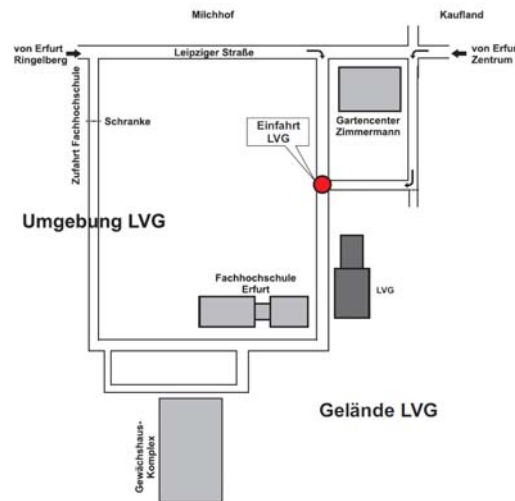 Milchhof
Kaufland
von Erfurt
Ringelberg
Leipziger Straße
von Erfurt
Zentrum
Zufahrt Fachhochschule
Schranke
Einfahrt
LVG
Gartencenter
Zimmermann
Umgebung LVG
Fachhochschule
Erfurt
LVG
Gelände LVG
Gewächshaus-
Komplex